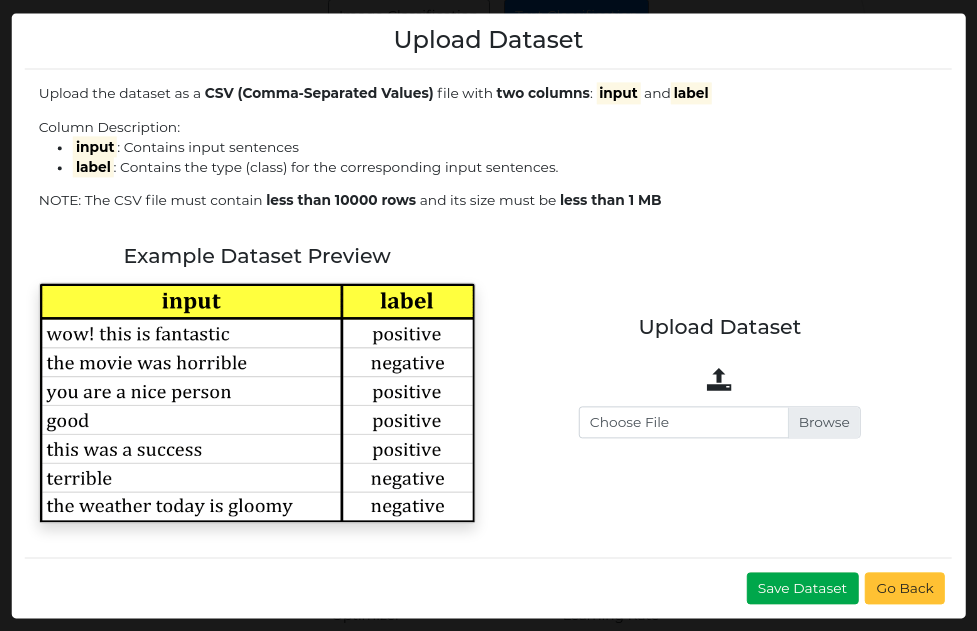 Upload Dataset
Upload the dataset as a CSV (Comma-Separated Values) file with two columns: input and label
Column Description:
• input : Contains input sentences
• label : Contains the type (class) for the corresponding input sentences.
NOTE: The CSV file must contain less than 10000 rows and its size must be less than 1 MB
Example Dataset Preview
input label
wow! this is fantastic positive
the movie was horrible negative
you are a nice person positive
good positive
this was a success positive
terrible negative
the weather today is gloomy negative
Upload Dataset
Choose File Browse
Save Dataset Go Back